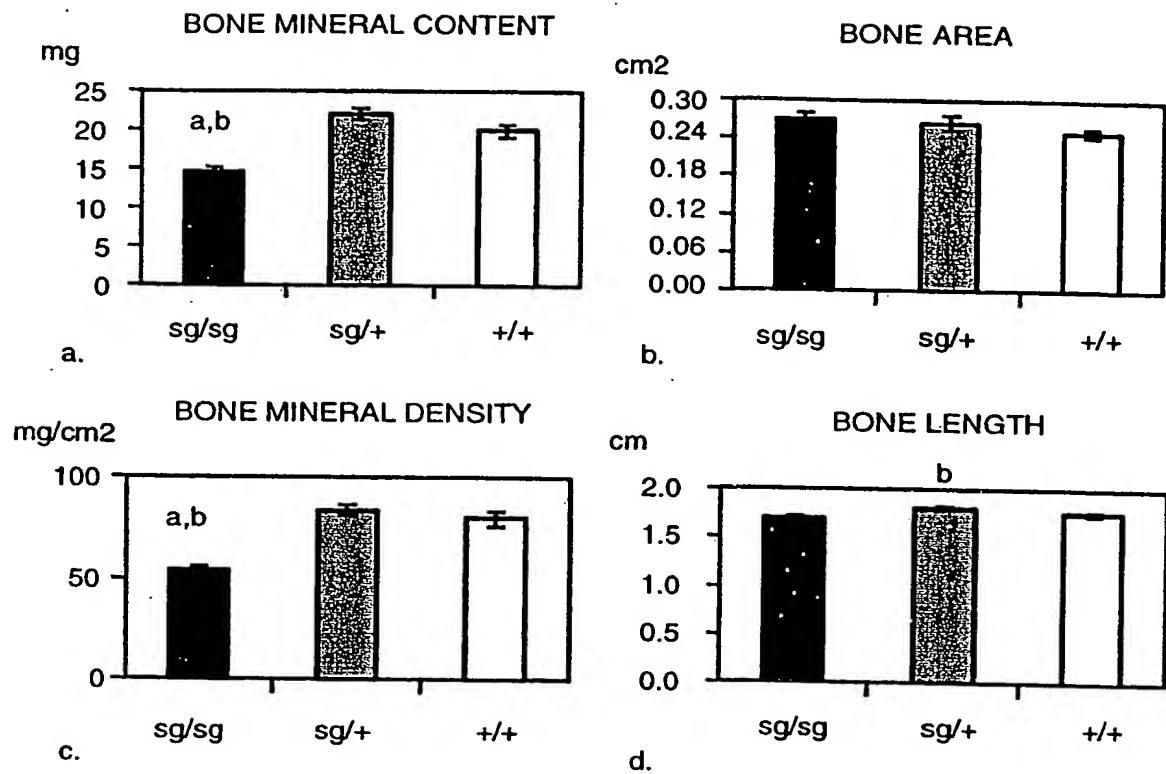 BONE MINERAL CONTENT
mg
25
20
15
10
5
0
a,b
sg/sg
sg/+
+/+
a.
BONE AREA
cm2
0.30
0.24
0.18
0.12
0.06
0.00
sg/sg
sg/+
+/+
b.
BONE MINERAL DENSITY
mg/cm2
100
50
0
a,b
sg/sg
sg/+
+/+
c.
BONE LENGTH
cm
b
2.0
1.5
1.0
0.5
0.0
sg/sg
sg/+
+/+
d.